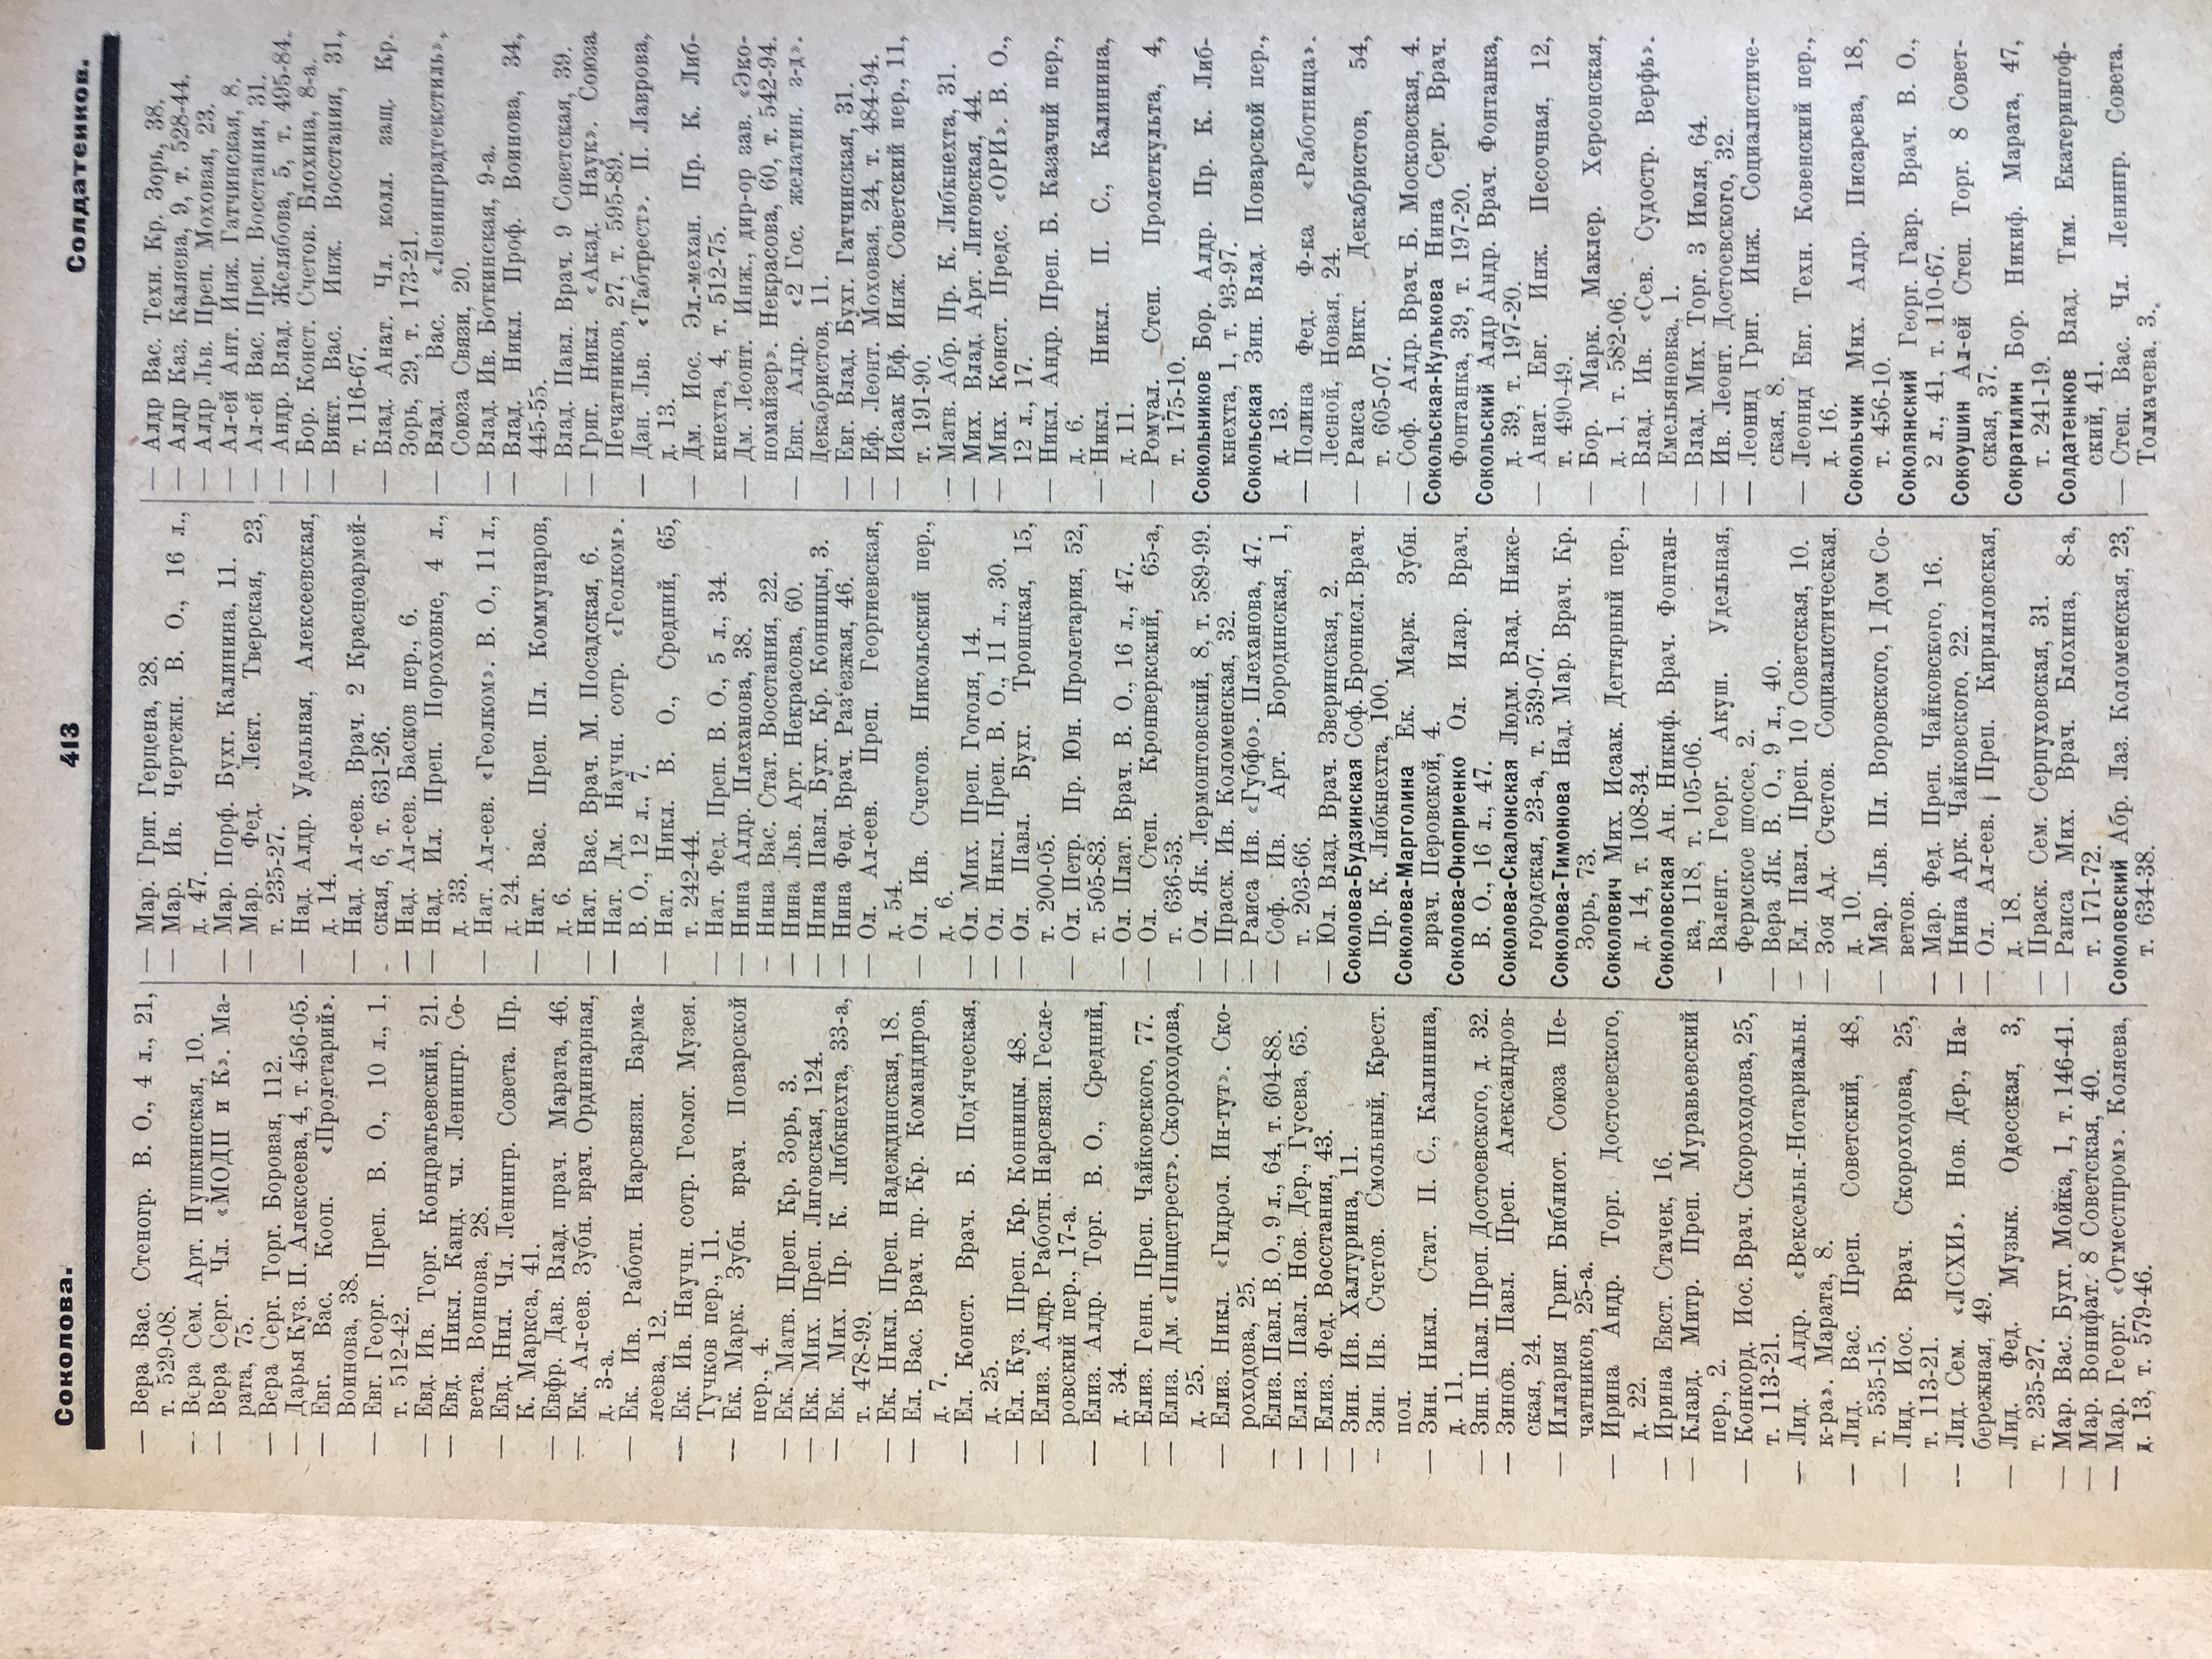 Соколова.
413
Солдатенков.
— Вера Вас. Стеногр. В. О., 4 л., 21,
т. 529-08.
— Вера Сем. Арт. Пушкинская, 10.
— Вера Серг. Чл. «МОДП и К». Ма-
рата, 75.
— Вера Серг. Торг. Боровая, 112.
— Дарья Куз. П. Алексеева, 4, т. 456-05.
— Евг. Вас. Кооп. «Пролетарий».
Воинова, 38.
— Евг. Георг. Преп. В. О., 10 л., 1,
т. 512-42.
— Евд. Ив. Торг. Кондратьевский, 21.
— Евд. Никл. Канд. чл. Ленингр. Со-
вета. Воинова, 28.
— Евд. Нил. Чл. Ленингр. Совета. Пр.
К. Маркса, 41.
— Евфр. Дав. Влад. прач. Марата, 46.
— Ек. Ал-еев. Зубн. врач. Ординарная,
д. 3-а.
— Ек. Ив. Работн. Нарсвязи. Барма-
леева, 12.
— Ек. Ив. Научн. сотр. Геолог. Музея.
Тучков пер., 11.
— Ек. Марк. Зубн. врач. Поварской
пер., 4.
— Ек. Матв. Преп. Кр. Зорь, 3.
— Ек. Мих. Преп. Лиговская, 124.
— Ек. Мих. Пр. К. Либкнехта, 33-а,
т. 478-99.
— Ек. Никл. Преп. Надеждинская, 18.
— Ел. Вас. Врач. пр. Кр. Командиров,
д. 7.
— Ел. Конст. Врач. Б. Под‘яческая,
д. 25.
— Ел. Куз. Преп. Кр. Конницы, 48.
— Елиз. Алдр. Работн. Нарсвязи. Гесле-
ровский пер., 17-а.
— Елиз. Алдр. Торг. В. О., Средний,
д. 34.
— Елиз. Генн. Преп. Чайковского, 77.
— Елиз. Дм. «Пищетрест». Скороходова,
д. 25.
— Елиз. Никл. «Гидрол. Ин-тут». Ско-
роходова, 25.
— Елиз. Павл. В. О., 9 л., 64, т. 604-88.
— Елиз. Павл. Нов. Дер., Гусева, 65.
— Елиз. Фед. Восстания, 43.
— Зин. Ив. Халтурина, 11.
— Зин. Ив. Счетов. Смольный, Крест.
пол.
— Зин. Никл. Стат. П. С., Калинина,
д. 11.
— Зин. Павл. Преп. Достоевского, д. 32.
— Зинов. Павл. Преп. Александров-
ская, 24.
— Иллария Григ. Библиот. Союза Пе-
чатников, 25-а.
— Ирина Андр. Торг. Достоевского,
д. 22.
— Ирина Евст. Стачек, 16.
— Клавд. Митр. Преп. Муравьевский
пер., 2.
— Конкорд. Иос. Врач. Скороходова, 25,
т. 113-21.
— Лид. Алдр. «Вексельн.-Нотариальн.
к-ра». Марата, 8.
— Лид. Вас. Преп. Советский, 48,
т. 535-15.
— Лид. Иос. Врач. Скороходова, 25,
т. 113-21.
— Лид. Сем. «ЛСХИ». Нов. Дер., На-
бережная, 49.
— Лид. Фед. Музык. Одесская, 3,
т. 235-27.
— Мар. Вас. Бухг. Мойка, 1, т. 146-41.
— Мар. Вонифат. 8 Советская, 40.
— Мар. Георг. «Отместпром». Коляева,
д. 13, т. 579-46.
— Мар. Григ. Герцена, 28.
— Мар. Ив. Чертежн. В. О., 16 л.,
д. 47.
— Мар. Порф. Бухг. Калинина, 11.
— Мар. Фед. Лект. Тверская, 23,
т. 235-27.
— Над. Алдр. Удельная, Алексеевская,
д. 14.
— Над. Ал-еев. Врач. 2 Красноармей-
ская, 6, т. 631-26.
— Над. Ал-еев. Басков пер., 6.
— Над. Ил. Преп. Пороховые, 4 л.,
д. 33.
— Нат. Ал-еев. «Геолком». В. О., 11 л.,
д. 24.
— Нат. Вас. Преп. Пл. Коммунаров,
д. 6.
— Нат. Вас. Врач. М. Посадская, 6.
— Нат. Дм. Научн. сотр. «Геолком».
В. О., 12 л., 7.
— Нат. Никл. В. О., Средний, 65,
т. 242-44.
— Нат. Фед. Преп. В. О., 5 л., 34.
— Нина Алдр. Плеханова, 38.
— Нина Вас. Стат. Восстания, 22.
— Нина Льв. Арт. Некрасова, 60.
— Нина Павл. Бухг. Кр. Конницы, 3.
— Нина Фед. Врач. Раз‘езжая, 46.
— Ол. Ал-еев. Преп. Георгиевская,
д. 54.
— Ол. Ив. Счетов. Никольский пер.,
д. 6.
— Ол. Мих. Преп. Гоголя, 14.
— Ол. Никл. Преп. В. О., 11 л., 30.
— Ол. Павл. Бухг. Троицкая, 15,
т. 200-05.
— Ол. Петр. Пр. Юн. Пролетария, 52,
т. 505-83.
— Ол. Плат. Врач. В. О., 16 л., 47.
— Ол. Степ. Кронверкский, 65-а,
т. 636-53.
— Ол. Як. Лермонтовский, 8, т. 589-99.
— Праск. Ив. Коломенская, 32.
— Раиса Ив. «Губфо». Плеханова, 47.
— Соф. Ив. Арт. Бородинская, 1,
т. 203-66.
— Юл. Влад. Врач. Зверинская, 2.
Соколова-Будзинская Соф. Бронисл. Врач.
Пр. К. Либкнехта, 100.
Соколова-Марголина Ек. Марк. Зубн.
врач. Перовской, 4.
Соколова-Оноприенко Ол. Илар. Врач.
В. О., 16 л., 47.
Соколова-Скалонская Людм. Влад. Ниже-
городская, 23-а, т. 539-07.
Соколова-Тимонова Над. Мар. Врач. Кр.
Зорь, 73.
Соколович Мих. Исаак. Дегтярный пер.,
д. 14, т. 108-34.
Соколовская Ан. Никиф. Врач. Фонтан-
ка, 118, т. 105-06.
— Валент. Георг. Акуш. Удельная,
Фермское шоссе, 2.
— Вера Як. В. О., 9 л., 40.
— Ел. Павл. Преп. 10 Советская, 10.
— Зоя Ад. Счетов. Социалистическая,
д. 10.
— Мар. Льв. Пл. Воровского, 1 Дом Со-
ветов.
— Мар. Фед. Преп. Чайковского, 16.
— Нина Арк. Чайковского, 22.
— Ол. Ал-еев. Преп. Кирилловская,
д. 18.
— Праск. Сем. Серпуховская, 31.
— Раиса Мих. Врач. Блохина, 8-а,
т. 171-72.
Соколовский Абр. Лаз. Коломенская, 23,
т. 634-38.
— Алдр Вас. Техн. Кр. Зорь, 38.
— Алдр Каз. Каляева, 9, т. 528-44.
— Алдр Льв. Преп. Моховая, 23.
— Ал-ей Ант. Инж. Гатчинская, 8.
— Ал-ей Вас. Преп. Восстания, 31.
— Андр. Влад. Желябова, 5, т. 495-84.
— Бор. Конст. Счетов. Блохина, 8-а.
— Викт. Вас. Инж. Восстания, 31,
т. 116-67.
— Влад. Анат. Чл. колл. защ. Кр.
Зорь, 29, т. 173-21.
— Влад. Вас. «Ленинградтекстиль»,
Союза Связи, 20.
— Влад. Ив. Боткинская, 9-а.
— Влад. Никл. Проф. Воинова, 34,
445-55.
— Влад. Павл. Врач. 9 Советская, 39.
— Григ. Никл. «Акад. Наук». Союза
Печатников, 27, т. 595-89.
— Дан. Льв. «Табтрест». П. Лаврова,
д. 13.
— Дм. Иос. Эл.-механ. Пр. К. Либ-
кнехта, 4, т. 512-75.
— Дм. Леонт. Инж., дир-ор зав. «Эко-
номайзер». Некрасова, 60, т. 542-94.
— Евг. Алдр. «2 Гос. желатин. з-д».
Декабристов, 11.
— Евг. Влад. Бухг. Гатчинская, 31.
— Еф. Леонт. Моховая, 24, т. 484-94.
— Исаак Еф. Инж. Советский пер., 11,
т. 191-90.
— Матв. Абр. Пр. К. Либкнехта, 31.
— Мих. Влад. Арт. Лиговская, 44.
— Мих. Конст. Предс. «ОРИ». В. О.,
12 л., 17.
— Никл. Андр. Преп. Б. Казачий пер.,
д. 6.
— Никл. Никл. П. С., Калинина,
д. 11.
— Ромуал. Степ. Пролеткульта, 4,
т. 175-10.
Сокольников Бор. Алдр. Пр. К. Либ-
кнехта, 1, т. 93-97.
Сокольская Зин. Влад. Поварской пер.,
д. 13.
— Полина Фед. Ф-ка «Работница».
Лесной, Новая, 24.
— Раиса Викт. Декабристов, 54,
т. 605-07.
— Соф. Алдр. Врач. Б. Московская, 4.
Сокольская-Кулькова Нина Серг. Врач.
Фонтанка, 39, т. 197-20.
Сокольский Алдр Андр. Врач. Фонтанка,
д. 39, т. 197-20.
— Анат. Евг. Инж. Песочная, 12,
т. 490-49.
— Бор. Марк. Маклер. Херсонская,
д. 1, т. 582-06.
— Влад. Ив. «Сев. Судостр. Верфь».
Емельяновка, 1.
— Влад. Мих. Торг. 3 Июля, 64.
— Ив. Леонт. Достоевского, 32.
— Леонид Григ. Инж. Социалистиче-
ская, 8.
— Леонид Евг. Техн. Ковенский пер.,
д. 16.
Сокольчик Мих. Алдр. Писарева, 18,
т. 456-10.
Соколянский Георг. Гавр. Врач. В. О.,
2 л., 41, т. 110-67.
Сокоушин Ал-ей Степ. Торг. 8 Совет-
ская, 37.
Сократилин Бор. Никиф. Марата, 47,
т. 241-19.
Солдатенков Влад. Тим. Екатерингоф-
ский, 41.
— Степ. Вас. Чл. Ленингр. Совета.
Толмачева, 3.